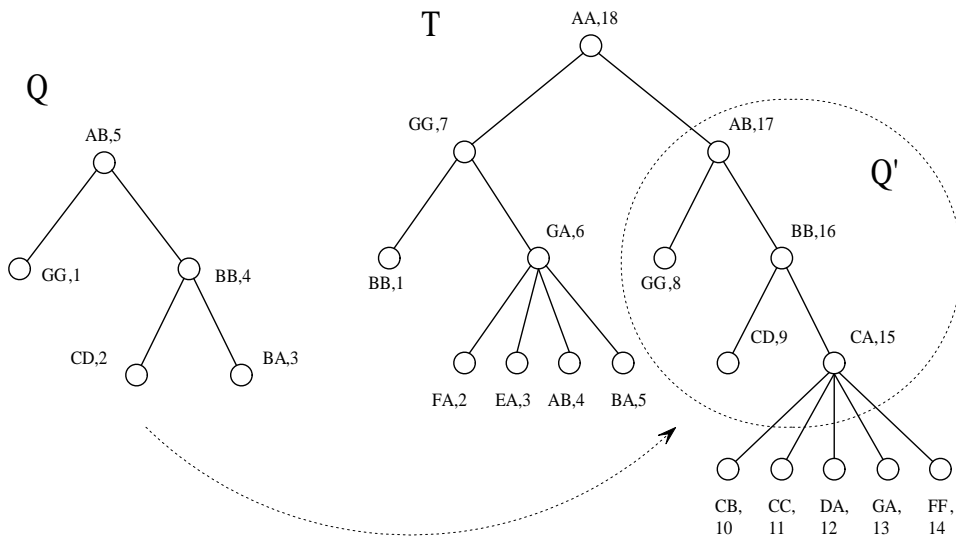 T
AA,18
Q
GG,7
AB,17
AB,5
Q'
GA,6
BB,16
GG,1
BB,4
BB,1
GG,8
CD,2
BA,3
CD,9
CA,15
FA,2
EA,3
AB,4
BA,5
CB,
10
CC,
11
DA,
12
GA,
13
FF,
14